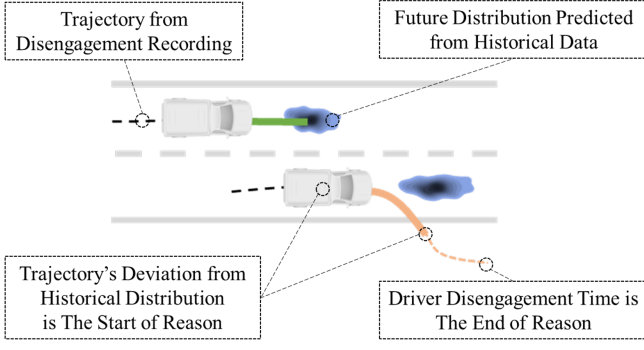 Trajectory from
Disengagement Recording
Future Distribution Predicted
from Historical Data
Trajectory's Deviation from
Historical Distribution
is The Start of Reason
Driver Disengagement Time is
The End of Reason